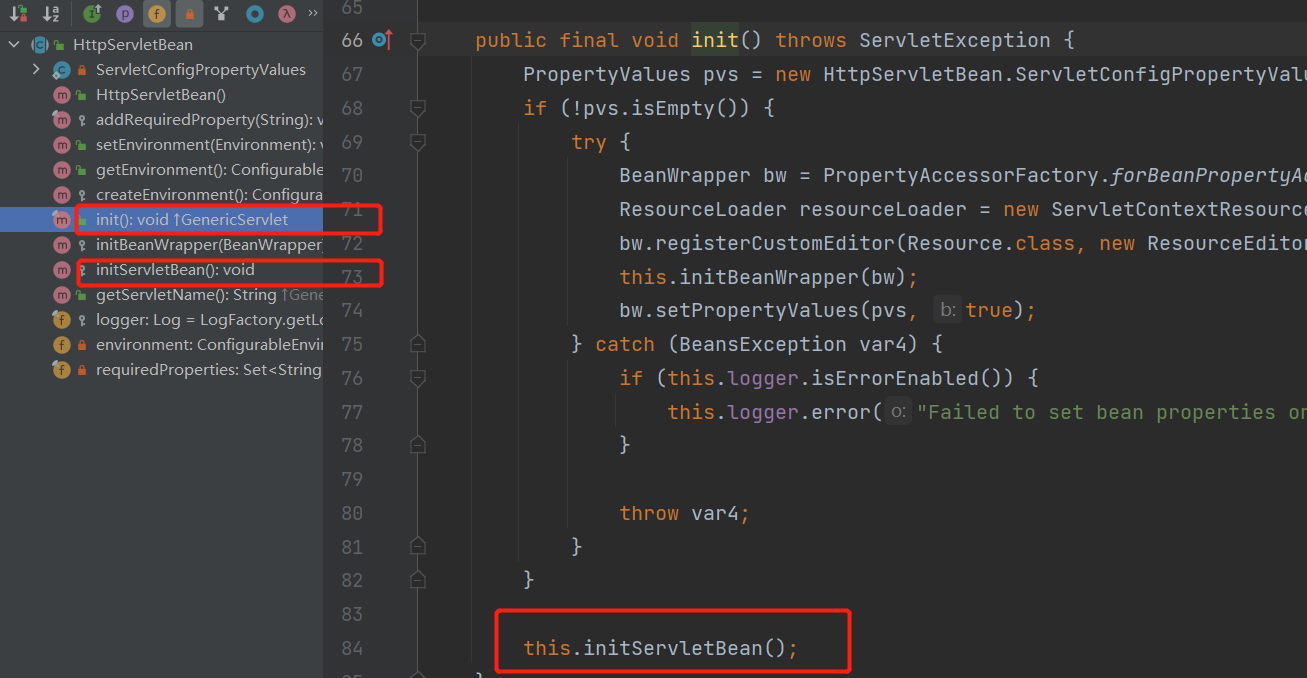 HttpServletBean
ServletConfigPropertyValues
HttpServletBean()
addRequiredProperty(String): v
setEnvironment(Environment): v
getEnvironment(): Configurable
createEnvironment(): Configura
init(): void ↑GenericServlet
initBeanWrapper(BeanWrapper
initServletBean(): void
getServletName(): String ↑Gene
logger: Log = LogFactory.getLo
environment: ConfigurableEnvir
requiredProperties: Set<String
65
66 public final void init() throws ServletException {
67 PropertyValues pvs = new HttpServletBean.ServletConfigPropertyValu
68 if (!pvs.isEmpty()) {
69 try {
70 BeanWrapper bw = PropertyAccessorFactory.forBeanPropertyAc
71 ResourceLoader resourceLoader = new ServletContextResource
72 bw.registerCustomEditor(Resource.class, new ResourceEditor
73 this.initBeanWrapper(bw);
74 bw.setPropertyValues(pvs, b: true);
75 } catch (BeansException var4) {
76 if (this.logger.isErrorEnabled()) {
77 this.logger.error( o: "Failed to set bean properties on
78 }
79
80 throw var4;
81 }
82 }
83
84 this.initServletBean();